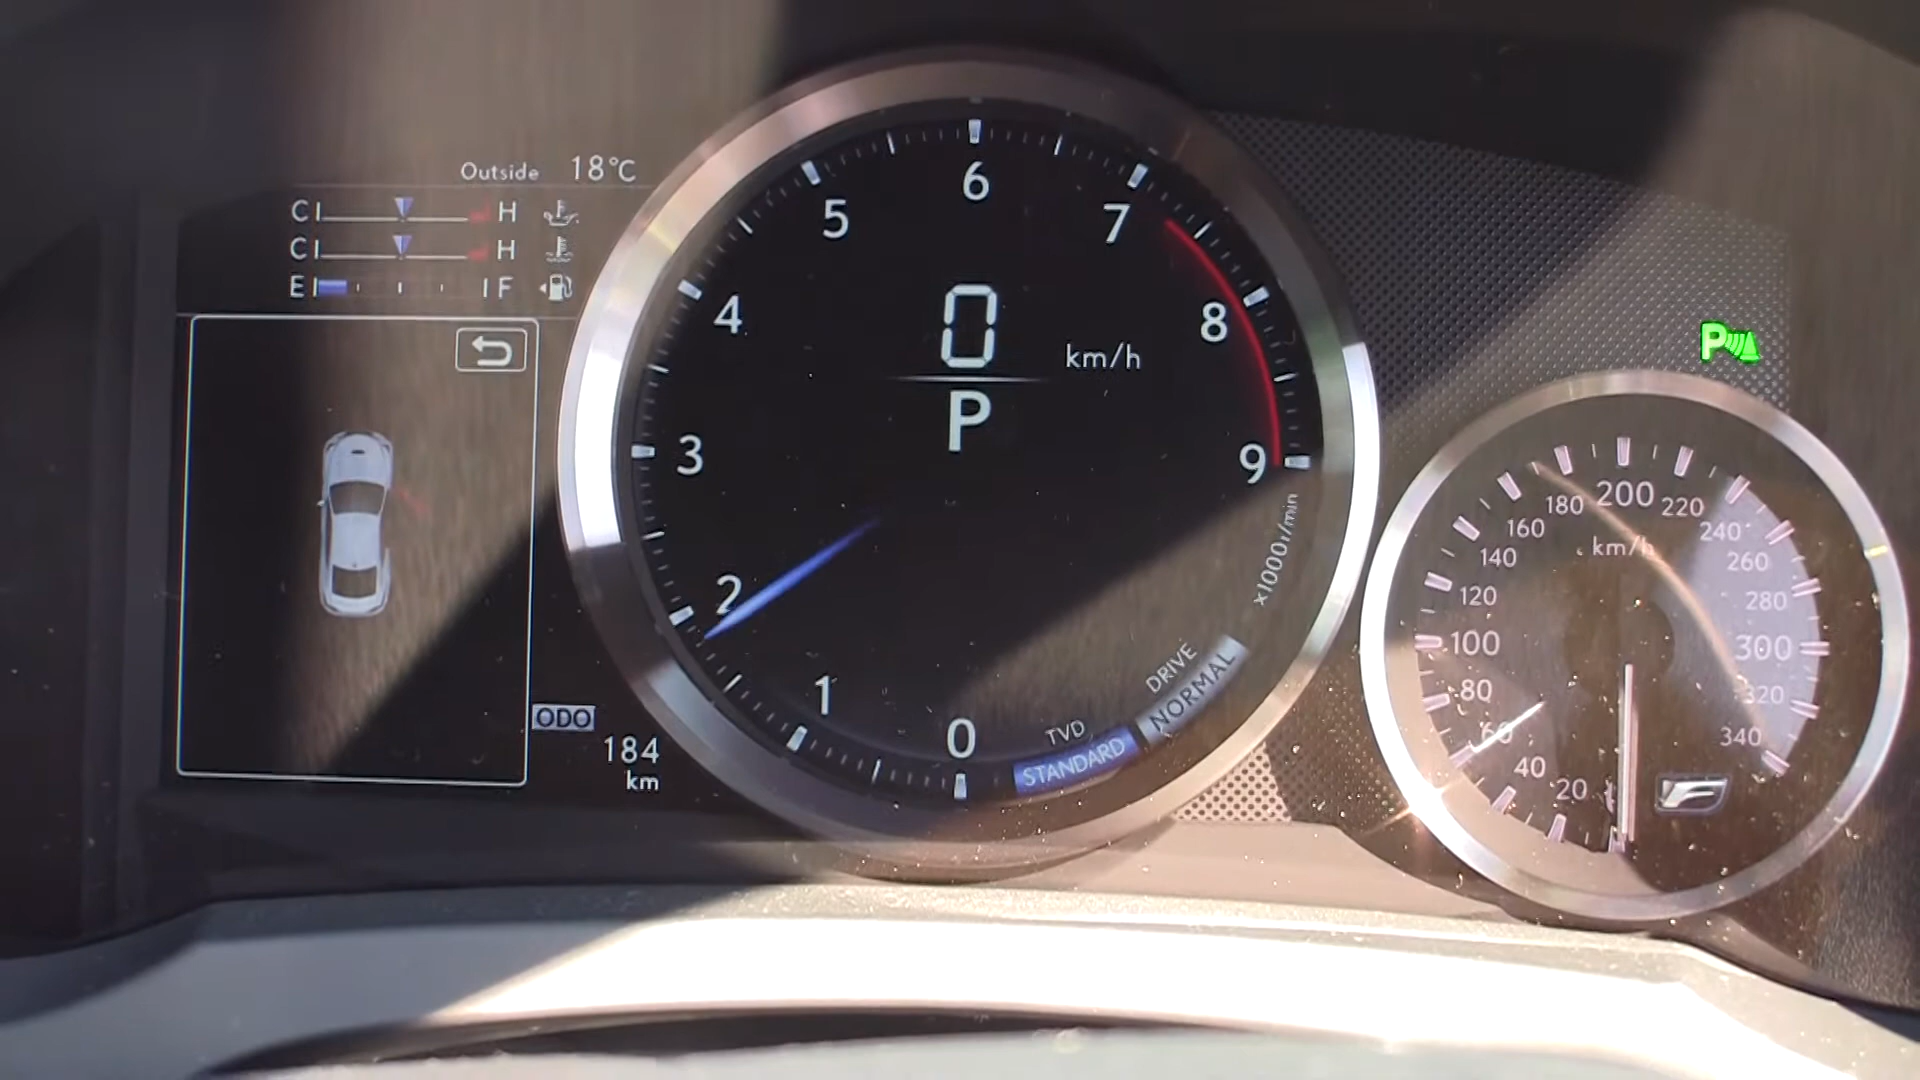 Outside 18°C
C H
C H
E F
ODO
184
km
0
1
2
3
4
5
6
7
8
9
x1000r/min
0
km/h
P
TVD
STANDARD
DRIVE
NORMAL
P
20
40
60
80
100
120
140
160
180
200
220
240
260
280
300
320
340
km/h
F